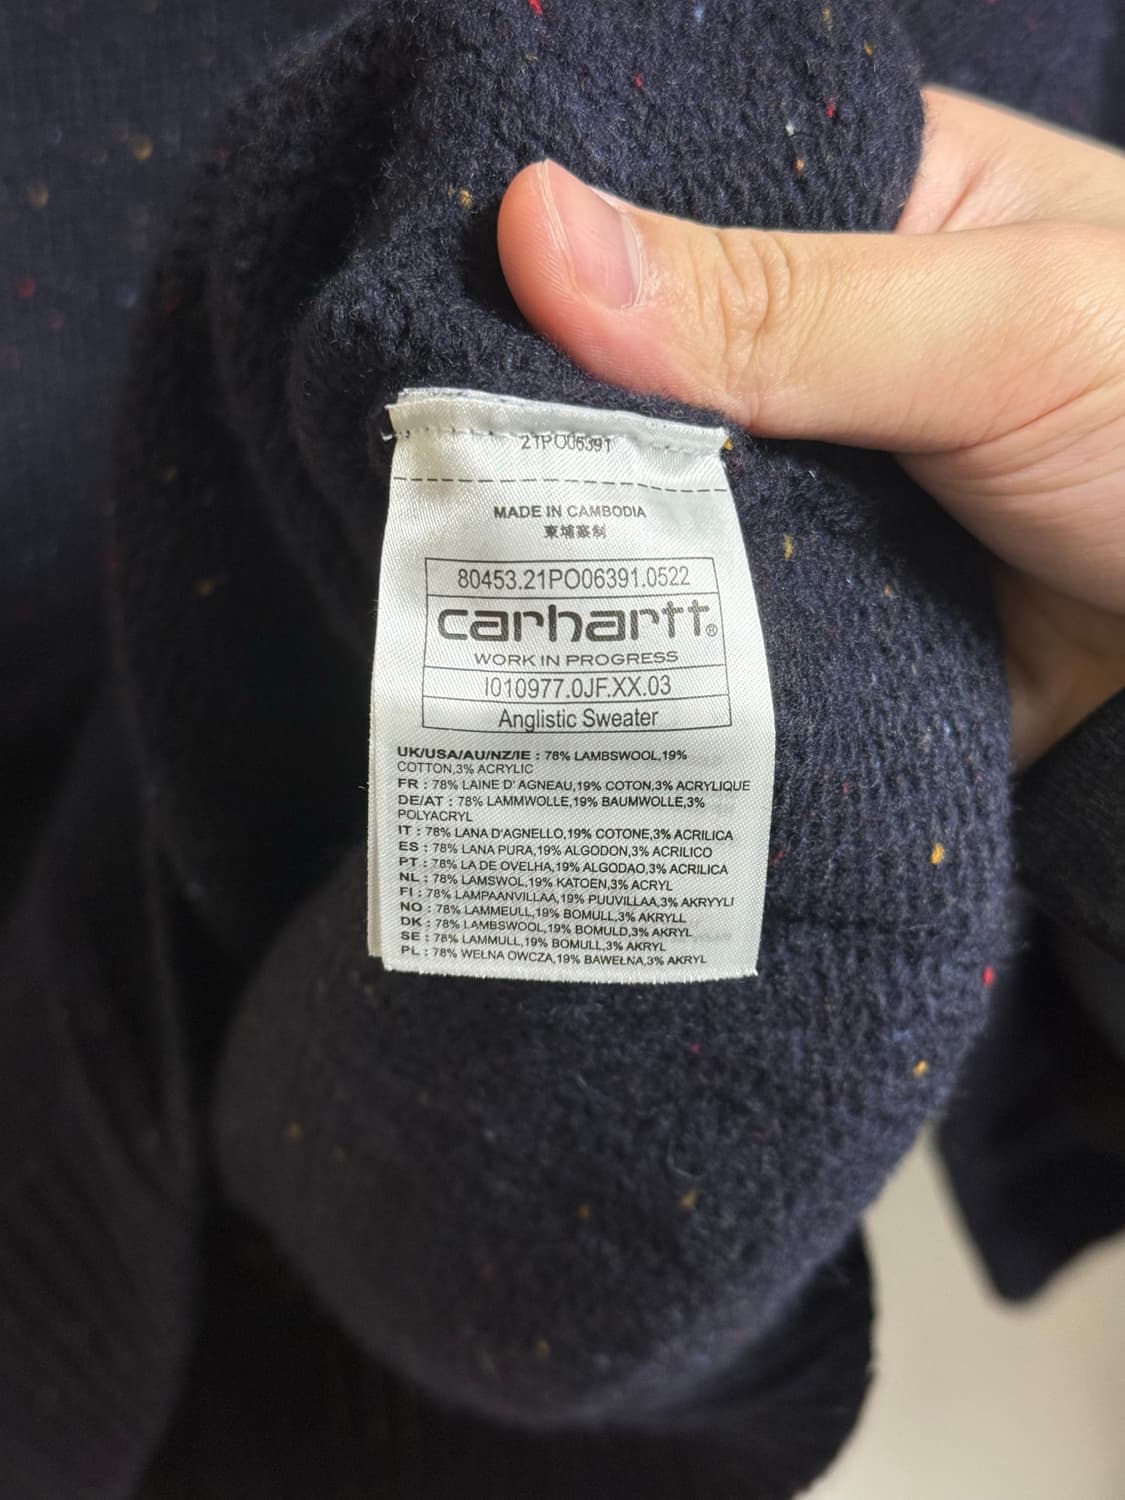 21PO06391
MADE IN CAMBODIA
柬埔寨制
80453.21PO06391.0522
carhartt®
WORK IN PROGRESS
I010977.0JF.XX.03
Anglistic Sweater
UK/USA/AU/NZ/IE : 78% LAMBSWOOL,19%
COTTON,3% ACRYLIC
FR : 78% LAINE D'AGNEAU,19% COTON,3% ACRYLIQUE
DE/AT : 78% LAMMWOLLE,19% BAUMWOLLE,3%
POLYACRYL
IT : 78% LANA D'AGNELLO,19% COTONE,3% ACRILICA
ES : 78% LANA PURA,19% ALGODON,3% ACRILICO
PT : 78% LA DE OVELHA,19% ALGODAO,3% ACRILICA
NL : 78% LAMSWOL,19% KATOEN,3% ACRYL
FI : 78% LAMPAANVILLAA,19% PUUVILLAA,3% AKRYYLI
NO : 78% LAMMEULL,19% BOMULL,3% AKRYLL
DK : 78% LAMBSWOOL,19% BOMULD,3% AKRYL
SE : 78% LAMMULL,19% BOMULL,3% AKRYL
PL : 78% WEŁNA OWCZA,19% BAWEŁNA,3% AKRYL